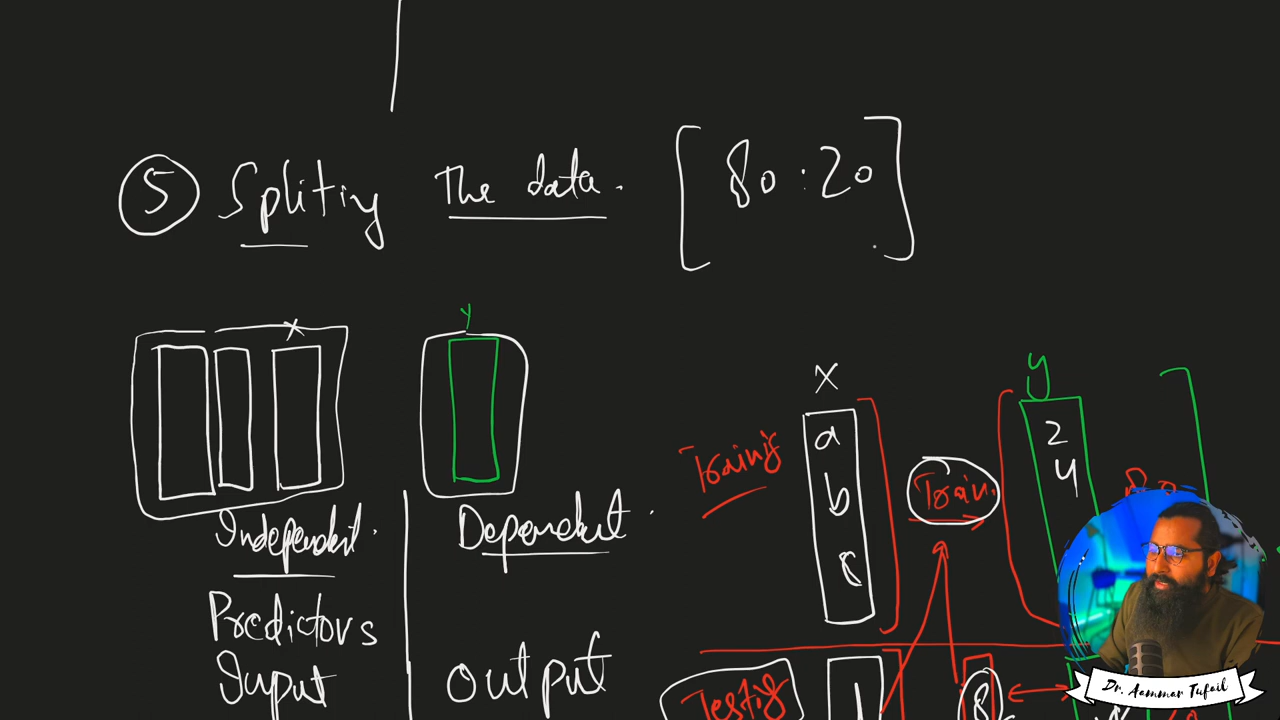 5 Spliting The data. [80:20]
X
y
X
y
a
b
c
2
4
Training
Train.
80
Independent.
Dependent.
Predictors
Input
Output
Testing
8
Dr. Aammar Tufail